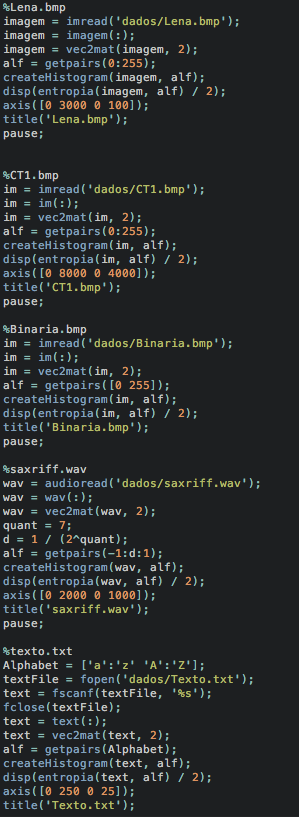 %Lena.bmp
imagem = imread('dados/Lena.bmp');
imagem = imagem(:);
imagem = vec2mat(imagem, 2);
alf = getpairs(0:255);
createHistogram(imagem, alf);
disp(entropia(imagem, alf) / 2);
axis([0 3000 0 100]);
title('Lena.bmp');
pause;
%CT1.bmp
im = imread('dados/CT1.bmp');
im = im(:);
im = vec2mat(im, 2);
alf = getpairs(0:255);
createHistogram(im, alf);
disp(entropia(im, alf) / 2);
axis([0 8000 0 4000]);
title('CT1.bmp');
pause;
%Binaria.bmp
im = imread('dados/Binaria.bmp');
im = im(:);
im = vec2mat(im, 2);
alf = getpairs([0 255]);
createHistogram(im, alf);
disp(entropia(im, alf) / 2);
title('Binaria.bmp');
pause;
%saxriff.wav
wav = audioread('dados/saxriff.wav');
wav = wav(:);
wav = vec2mat(wav, 2);
quant = 7;
d = 1 / (2^quant);
alf = getpairs(-1:d:1);
createHistogram(wav, alf);
disp(entropia(wav, alf) / 2);
axis([0 2000 0 1000]);
title('saxriff.wav');
pause;
%texto.txt
Alphabet = ['a':'z' 'A':'Z'];
textFile = fopen('dados/Texto.txt');
text = fscanf(textFile, '%s');
fclose(textFile);
text = text(:);
text = vec2mat(text, 2);
alf = getpairs(Alphabet);
createHistogram(text, alf);
disp(entropia(text, alf) / 2);
axis([0 250 0 25]);
title('Texto.txt');